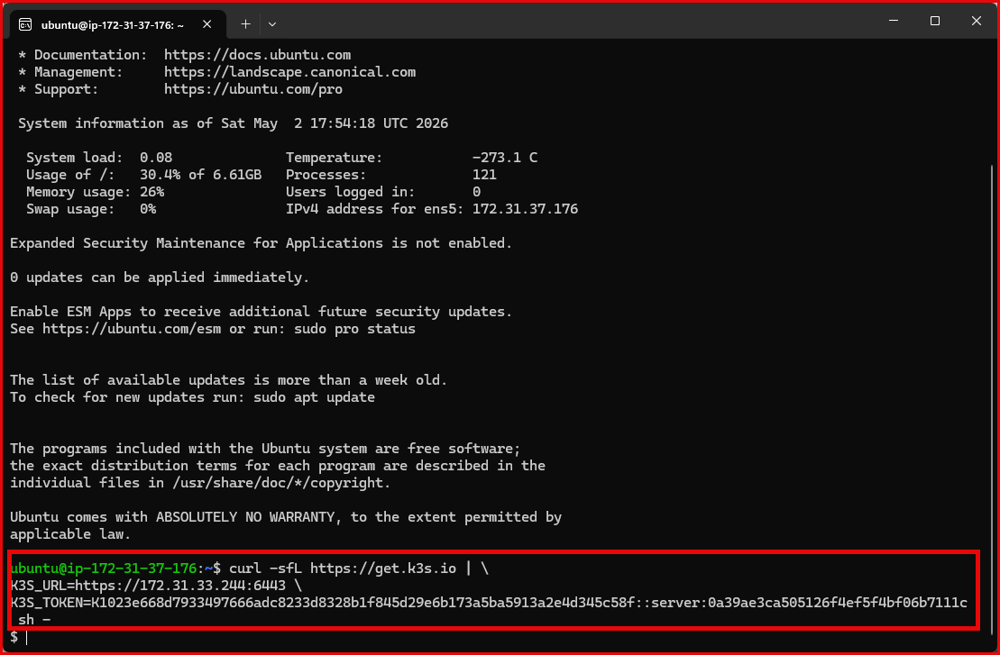 ubuntu@ip-172-31-37-176: ~
* Documentation:  https://docs.ubuntu.com
* Management:     https://landscape.canonical.com
* Support:        https://ubuntu.com/pro
System information as of Sat May  2 17:54:18 UTC 2026
System load:  0.08              Temperature:           -273.1 C
Usage of /:   30.4% of 6.61GB   Processes:             121
Memory usage: 26%               Users logged in:       0
Swap usage:   0%                IPv4 address for ens5: 172.31.37.176
Expanded Security Maintenance for Applications is not enabled.
0 updates can be applied immediately.
Enable ESM Apps to receive additional future security updates.
See https://ubuntu.com/esm or run: sudo pro status
The list of available updates is more than a week old.
To check for new updates run: sudo apt update
The programs included with the Ubuntu system are free software;
the exact distribution terms for each program are described in the
individual files in /usr/share/doc/*/copyright.
Ubuntu comes with ABSOLUTELY NO WARRANTY, to the extent permitted by
applicable law.
ubuntu@ip-172-31-37-176:~$ curl -sfL https://get.k3s.io | \
K3S_URL=https://172.31.33.244:6443 \
K3S_TOKEN=K1023e668d7933497666adc8233d8328b1f845d29e6b173a5ba5913a2e4d345c58f::server:0a39ae3ca505126f4ef5f4bf06b7111c
sh -
$